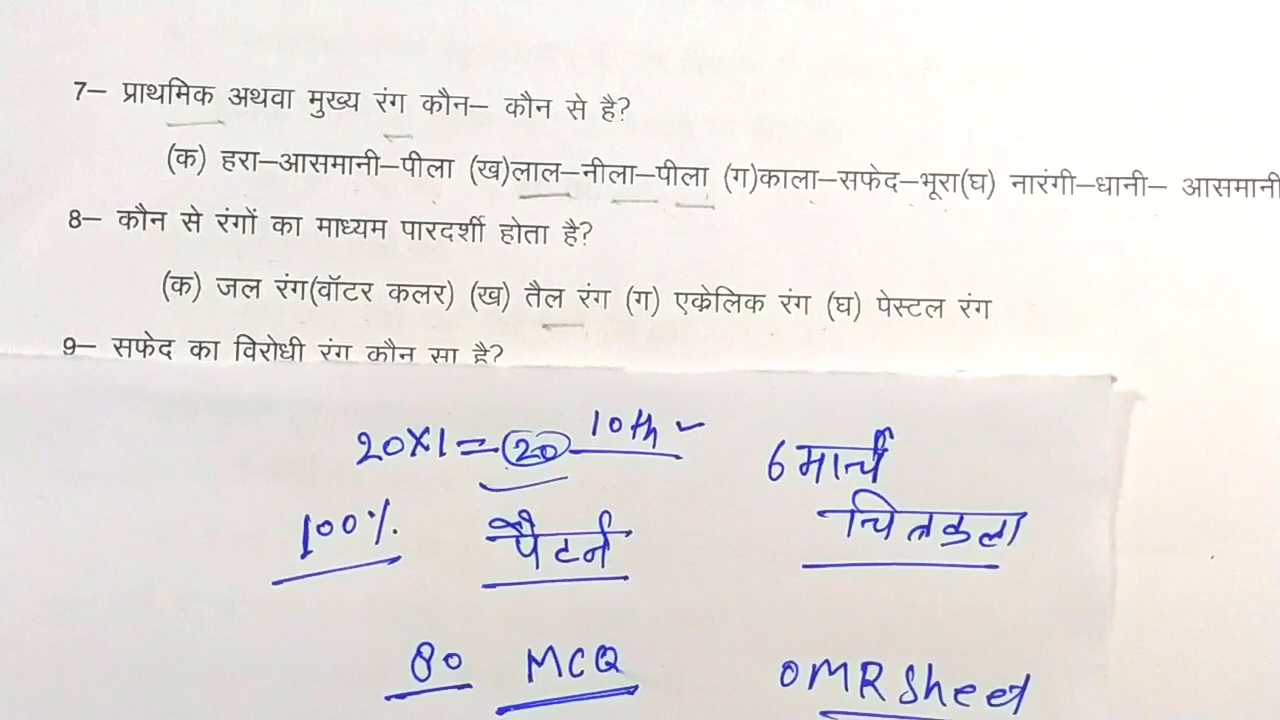 7– प्राथमिक अथवा मुख्य रंग कौन– कौन से है?
(क) हरा–आसमानी–पीला (ख)लाल–नीला–पीला (ग)काला–सफेद–भूरा(घ) नारंगी–धानी– आसमानी
8– कौन से रंगों का माध्यम पारदर्शी होता है?
(क) जल रंग(वॉटर कलर) (ख) तैल रंग (ग) एक्रेलिक रंग (घ) पेस्टल रंग
9– सफेद का विरोधी रंग कौन सा है?
20×1=20 10th
6 मार्च
100%. पैटर्न चित्रकला
80 MCQ OMR Sheet